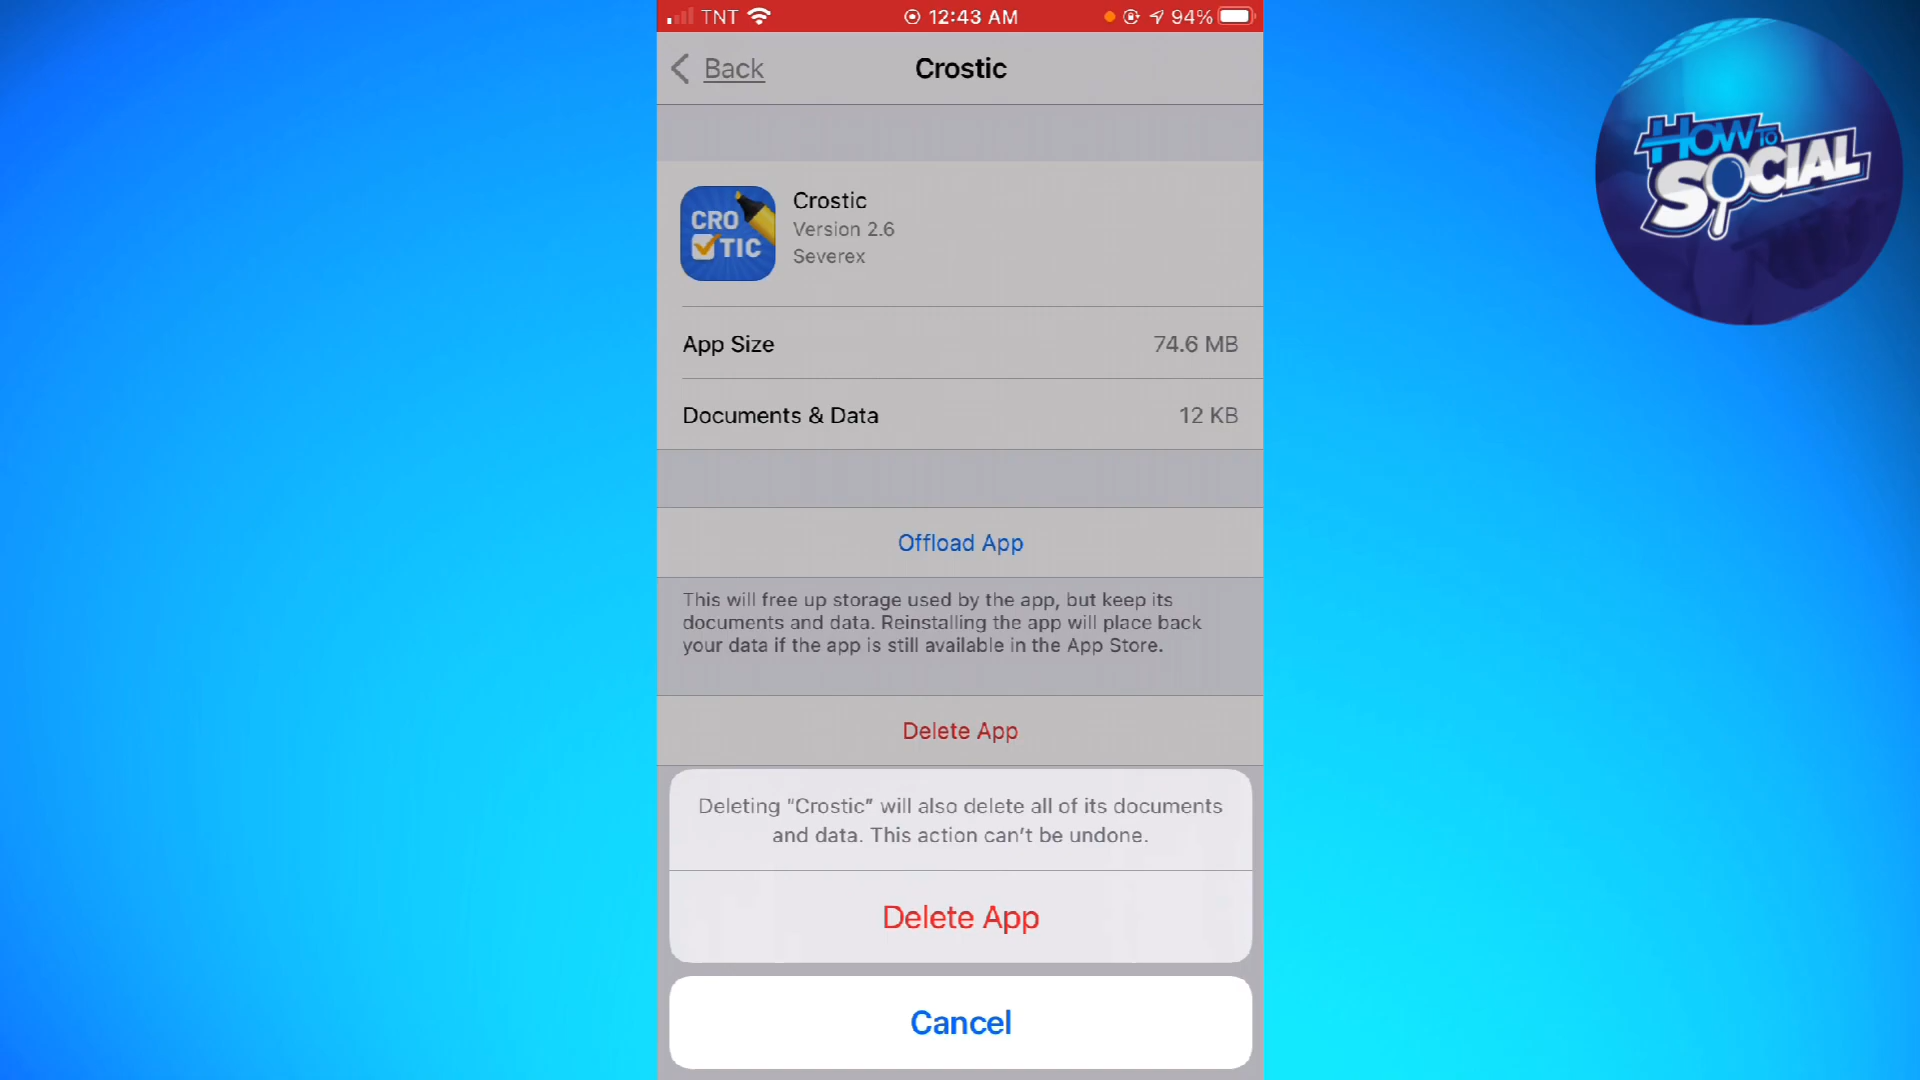 TNT 12:43 AM 94%
Back Crostic
CRO
TIC
Crostic
Version 2.6
Severex
App Size 74.6 MB
Documents & Data 12 KB
Offload App
This will free up storage used by the app, but keep its
documents and data. Reinstalling the app will place back
your data if the app is still available in the App Store.
Delete App
Deleting "Crostic" will also delete all of its documents
and data. This action can't be undone.
Delete App
Cancel
HOW TO
SOCIAL